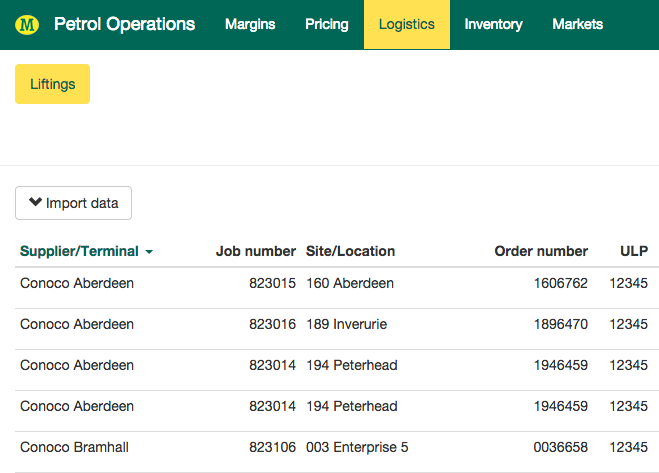 M Petrol Operations Margins Pricing Logistics Inventory Markets
Liftings
Import data
Supplier/Terminal Job number Site/Location Order number ULP
Conoco Aberdeen 823015 160 Aberdeen 1606762 12345
Conoco Aberdeen 823016 189 Inverurie 1896470 12345
Conoco Aberdeen 823014 194 Peterhead 1946459 12345
Conoco Aberdeen 823014 194 Peterhead 1946459 12345
Conoco Bramhall 823106 003 Enterprise 5 0036658 12345